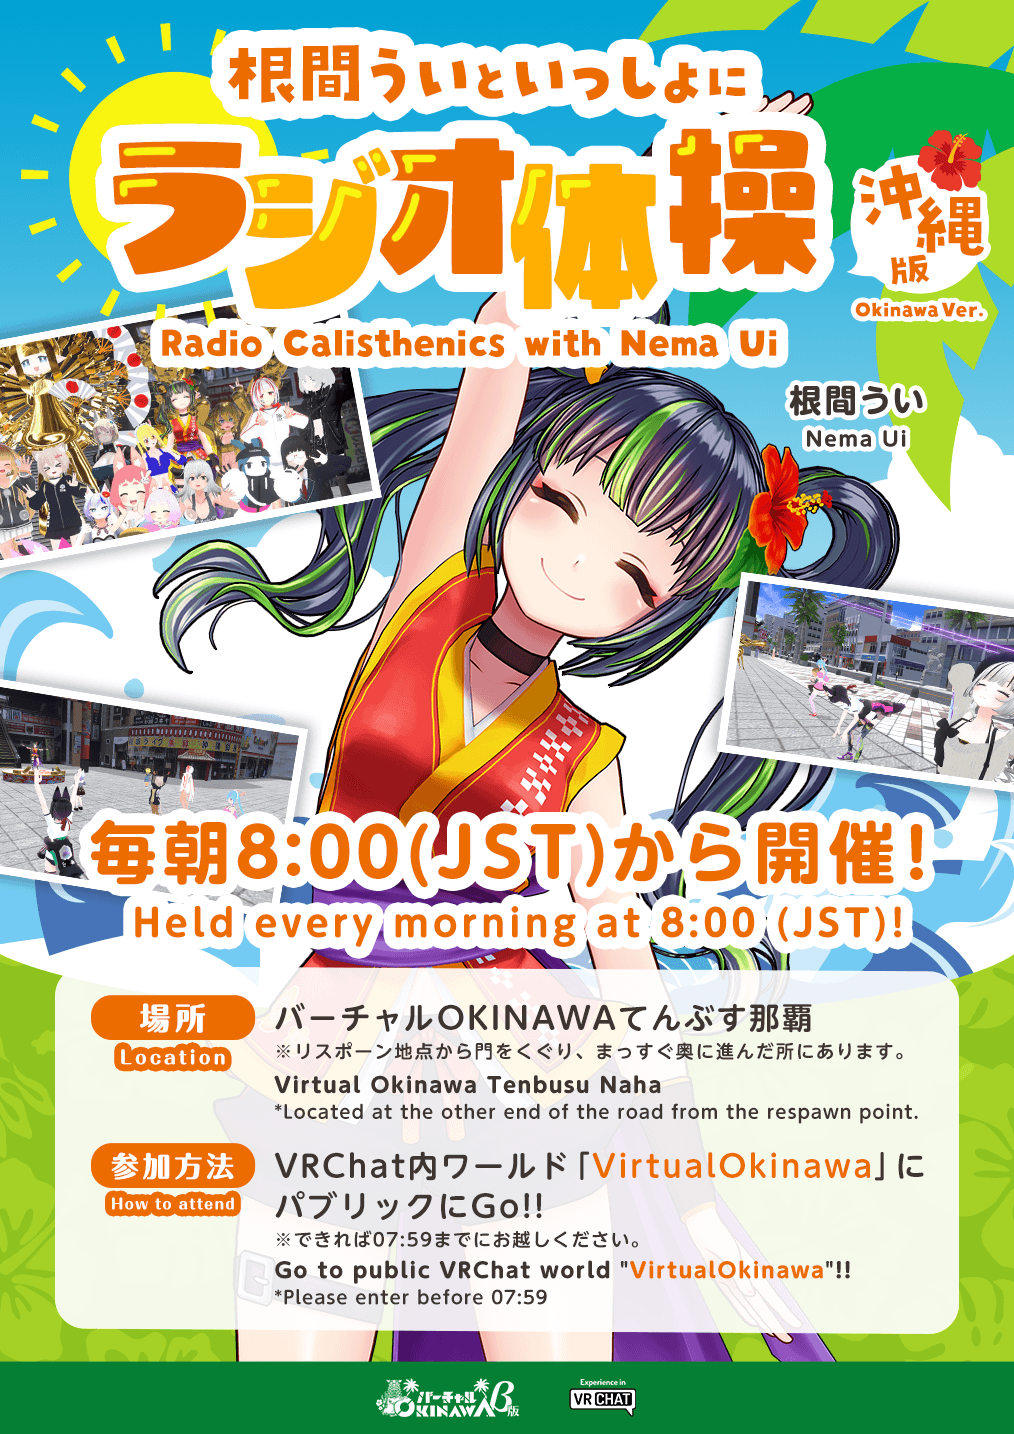 根間ういといっしょに
ラジオ体操
沖縄版
Okinawa Ver.
Radio Calisthenics with Nema Ui
根間うい
Nema Ui
毎朝8:00(JST)から開催!
Held every morning at 8:00 (JST)!
場所
Location
バーチャルOKINAWAてんぶす那覇
※リスポーン地点から門をくぐり、まっすぐ奥に進んだ所にあります。
Virtual Okinawa Tenbusu Naha
*Located at the other end of the road from the respawn point.
参加方法
How to attend
VRChat内ワールド「VirtualOkinawa」に
パブリックにGo!!
※できれば07:59までにお越しください。
Go to public VRChat world "VirtualOkinawa"!!
*Please enter before 07:59
バーチャル
OKINAWA β版
Experience in
VRCHAT